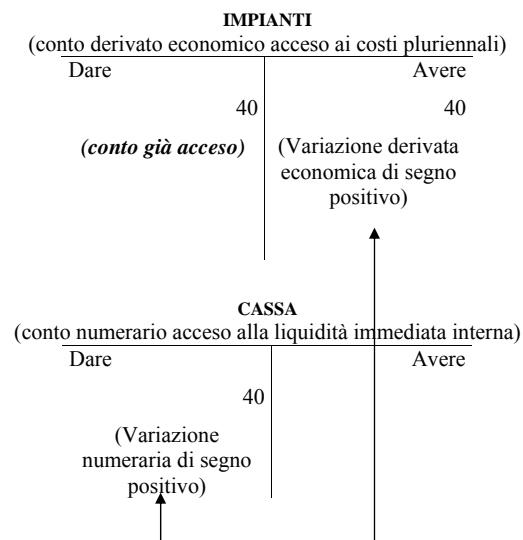 IMPIANTI
(conto derivato economico acceso ai costi pluriennali)
Dare Avere
40 40
(conto già acceso) (Variazione derivata
economica di segno
positivo)
CASSA
(conto numerario acceso alla liquidità immediata interna)
Dare Avere
40
(Variazione
numeraria di segno
positivo)